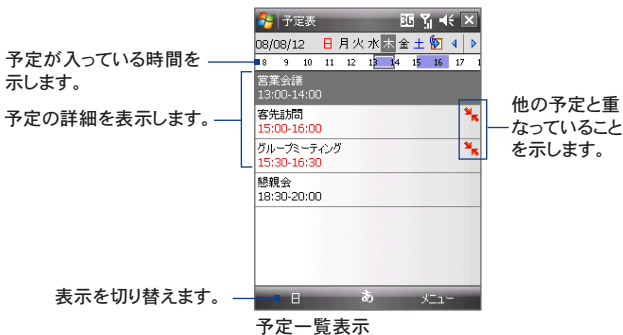 予定表 3G
08/08/12 日 月 火 水 木 金 土
8 9 10 11 12 13 14 15 16 17 1
予定が入っている時間を
示します。
営業会議
13:00-14:00
予定の詳細を表示します。
客先訪問
15:00-16:00
グループミーティング
15:30-16:30
他の予定と重
なっていること
を示します。
懇親会
18:30-20:00
表示を切り替えます。
日 あ メニュー
予定一覧表示